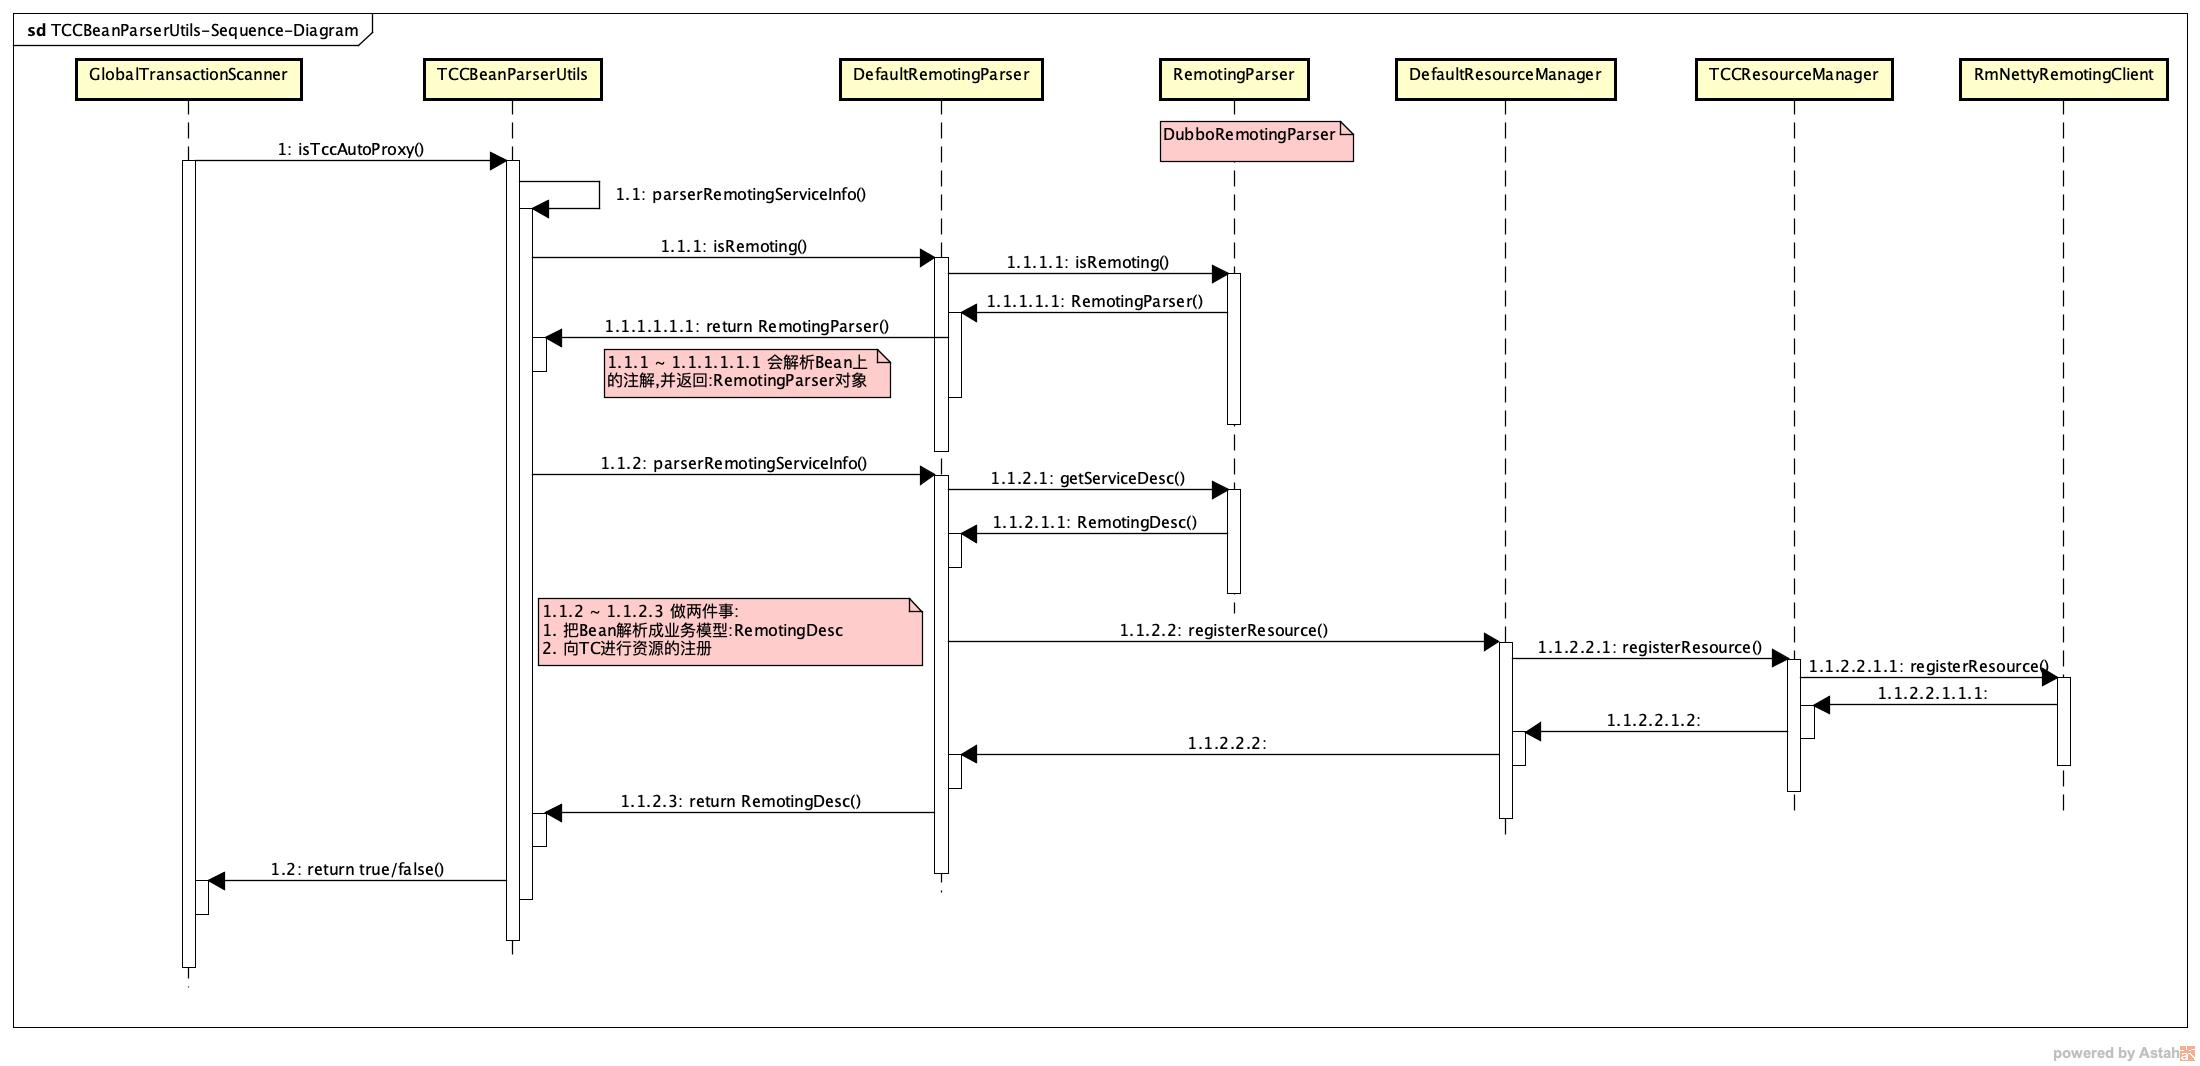 sd TCCBeanParserUtils-Sequence-Diagram
GlobalTransactionScanner
TCCBeanParserUtils
DefaultRemotingParser
RemotingParser
DefaultResourceManager
TCCResourceManager
RmNettyRemotingClient
DubboRemotingParser
1: isTccAutoProxy()
1.1: parserRemotingServiceInfo()
1.1.1: isRemoting()
1.1.1.1: isRemoting()
1.1.1.1.1: RemotingParser()
1.1.1.1.1.1: return RemotingParser()
1.1.1 ~ 1.1.1.1.1.1 会解析Bean上
的注解,并返回:RemotingParser对象
1.1.2: parserRemotingServiceInfo()
1.1.2.1: getServiceDesc()
1.1.2.1.1: RemotingDesc()
1.1.2 ~ 1.1.2.3 做两件事:
1. 把Bean解析成业务模型:RemotingDesc
2. 向TC进行资源的注册
1.1.2.2: registerResource()
1.1.2.2.1: registerResource()
1.1.2.2.1.1: registerResource()
1.1.2.2.1.1.1:
1.1.2.2.1.2:
1.1.2.2.2:
1.1.2.3: return RemotingDesc()
1.2: return true/false()
powered by Astah